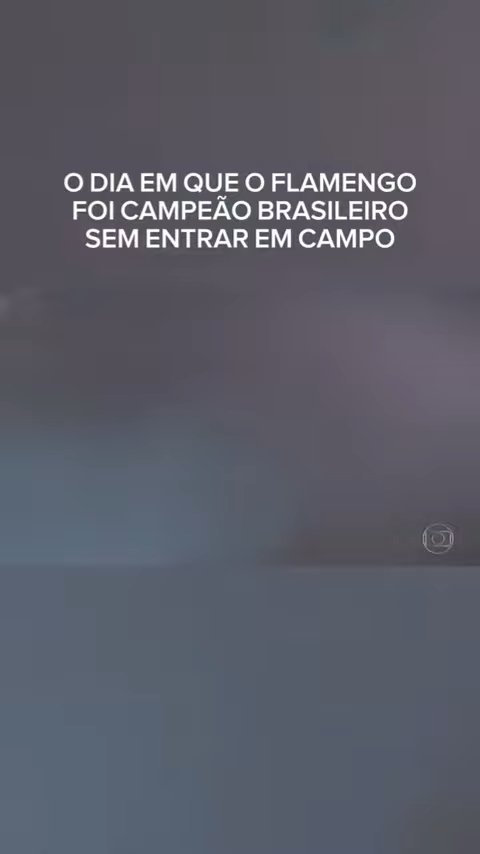 O DIA EM QUE O FLAMENGO
FOI CAMPEÃO BRASILEIRO
SEM ENTRAR EM CAMPO